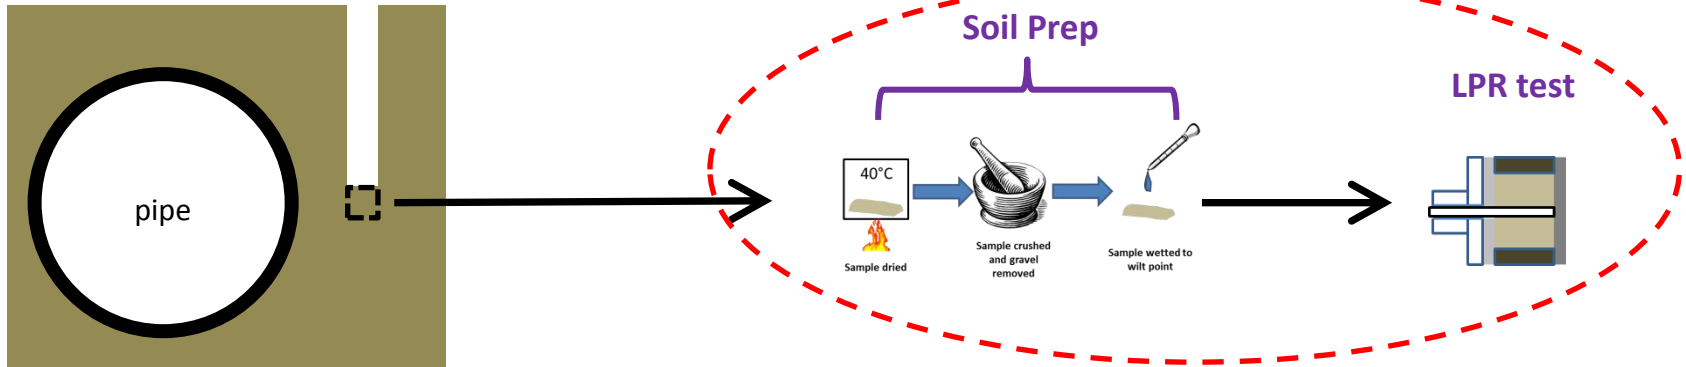 pipe
Soil Prep
40°C
Sample dried
Sample crushed
and gravel
removed
Sample wetted to
wilt point
LPR test